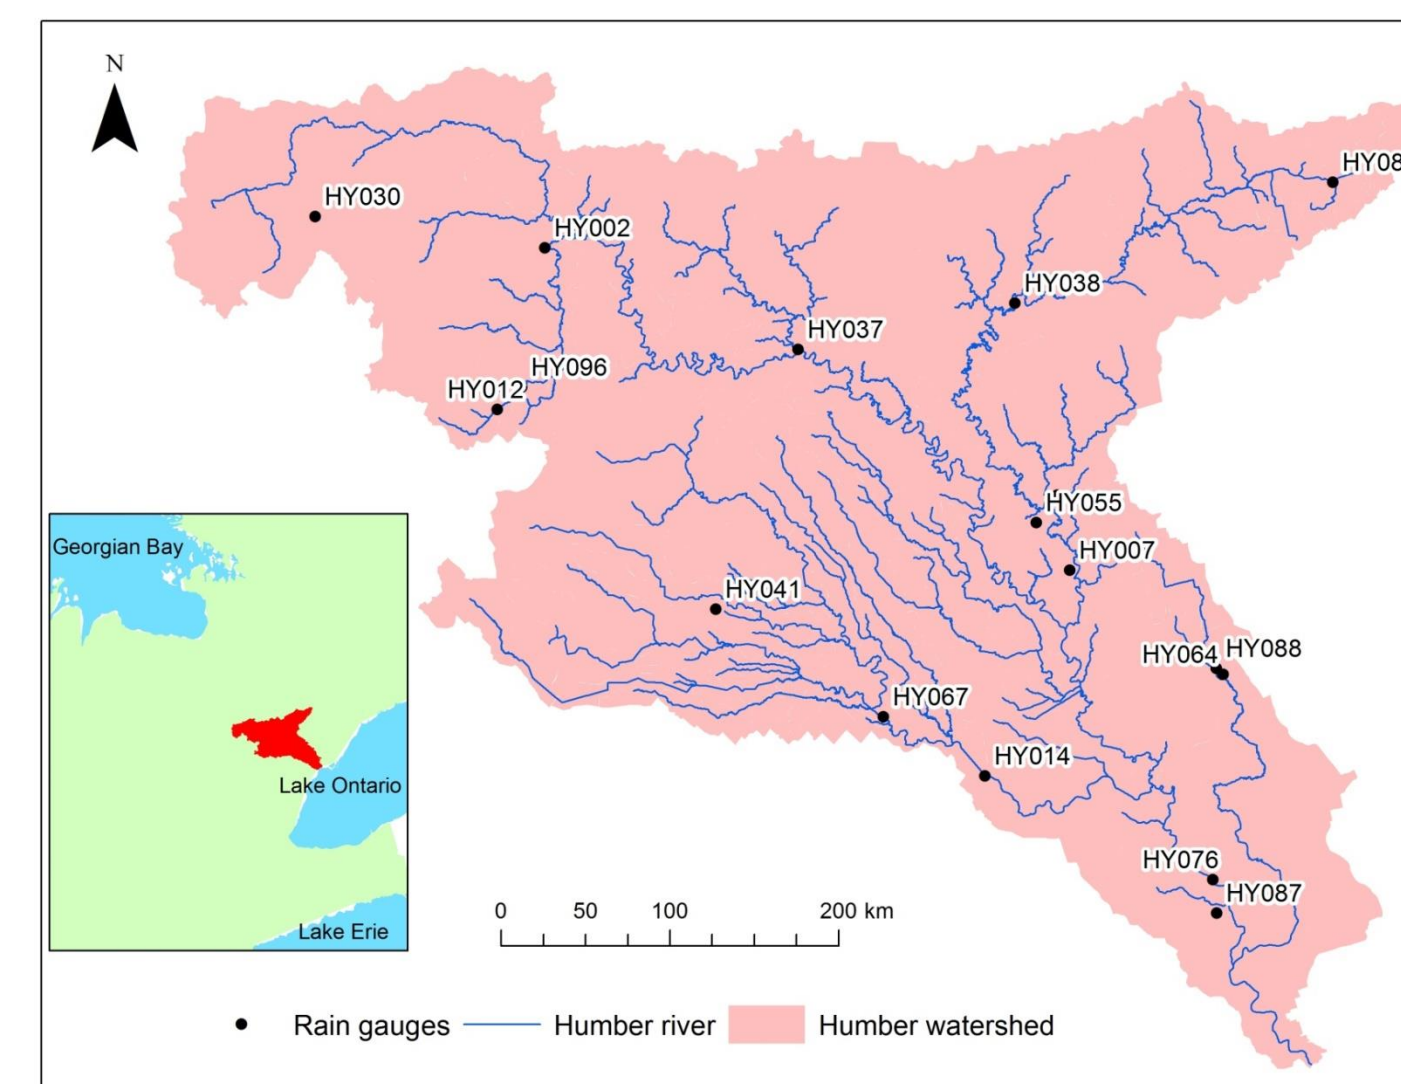 N
HY08
HY030
HY002
HY038
HY037
HY096
HY012
HY055
HY007
HY041
HY088
HY064
HY067
HY014
HY076
HY087
Georgian Bay
Lake Ontario
Lake Erie
0 50 100 200 km
Rain gauges Humber river Humber watershed